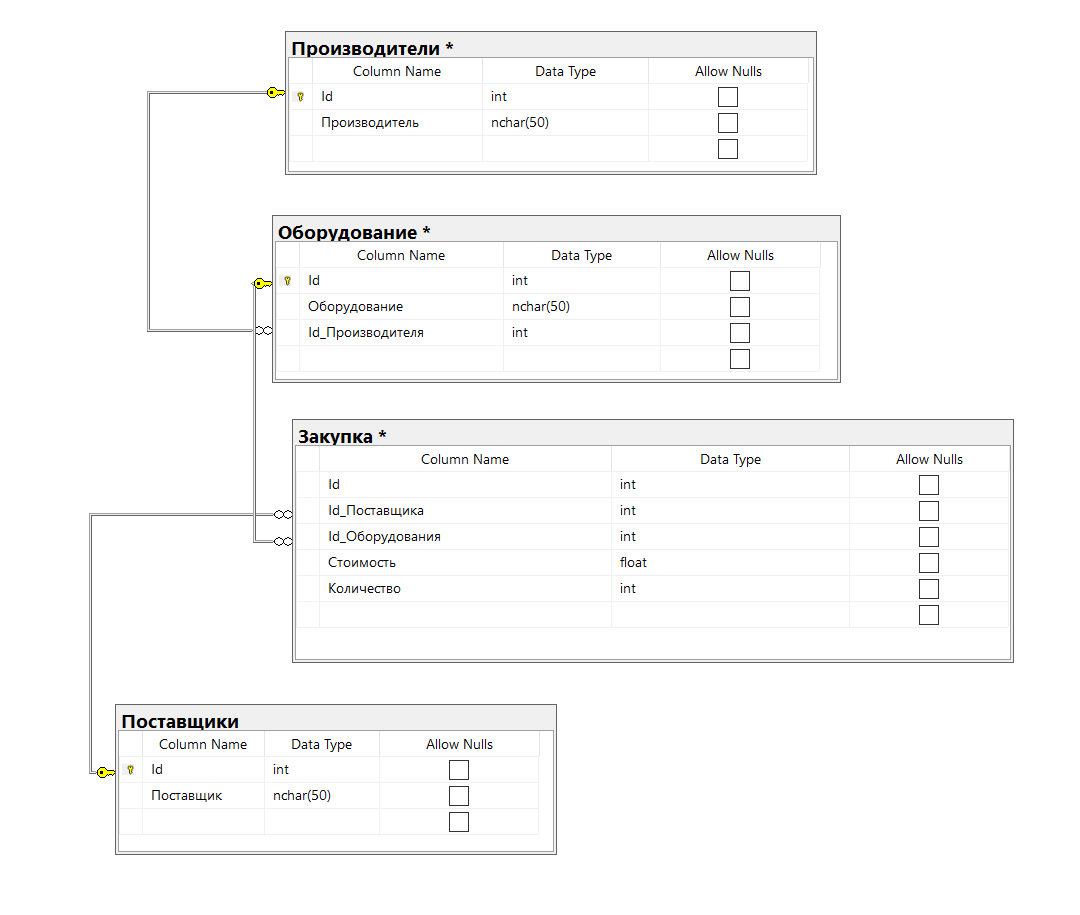 Производители *
Column Name Data Type Allow Nulls
Id int
Производитель nchar(50)
Оборудование *
Column Name Data Type Allow Nulls
Id int
Оборудование nchar(50)
Id_Производителя int
Закупка *
Column Name Data Type Allow Nulls
Id int
Id_Поставщика int
Id_Оборудования int
Стоимость float
Количество int
Поставщики
Column Name Data Type Allow Nulls
Id int
Поставщик nchar(50)